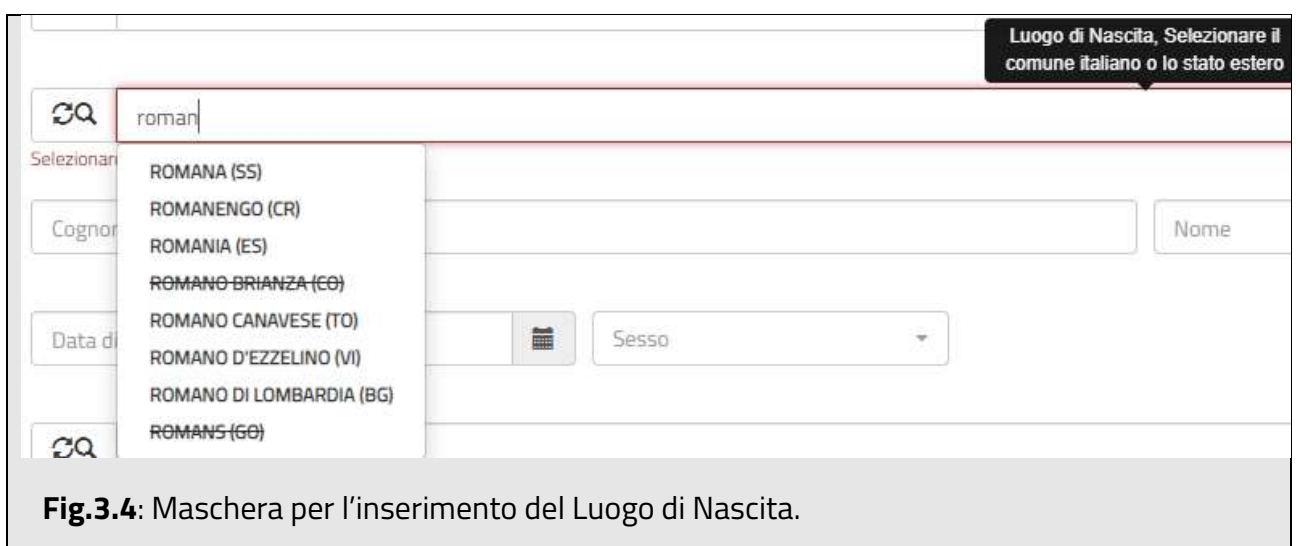 Luogo di Nascita, Selezionare il
comune italiano o lo stato estero
roman
ROMANA (SS)
ROMANENGO (CR)
ROMANIA (ES)
ROMANO BRIANZA (CO)
ROMANO CANAVESE (TO)
ROMANO D'EZZELINO (VI)
ROMANO DI LOMBARDIA (BG)
ROMANS (GO)
Nome
Data di
Sesso
Fig.3.4: Maschera per l'inserimento del Luogo di Nascita.